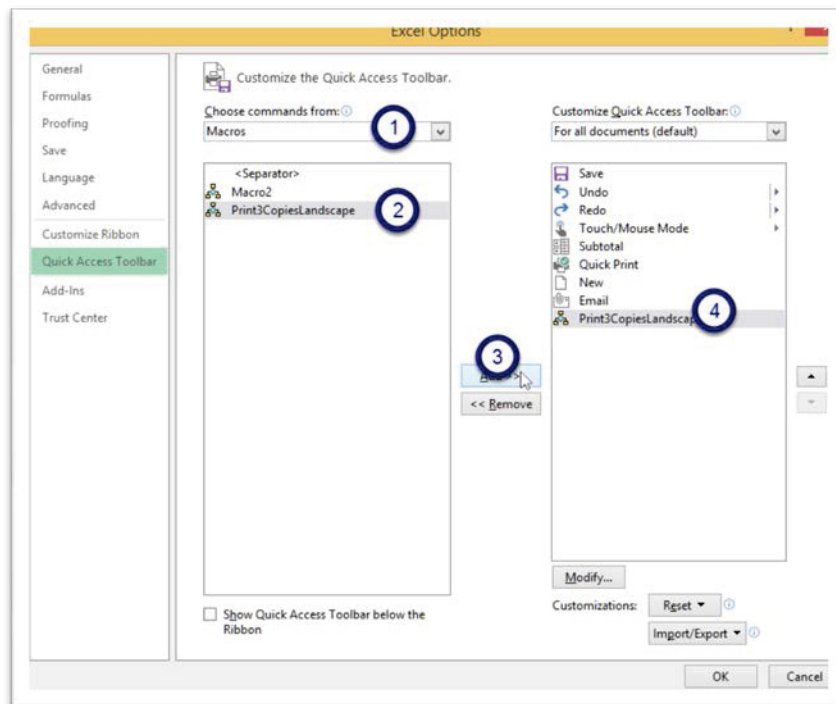 Excel Options
General
Formulas
Proofing
Save
Language
Advanced
Customize Ribbon
Quick Access Toolbar
Add-Ins
Trust Center
Customize the Quick Access Toolbar.
Choose commands from:
1
Macros
<Separator>
Macro2
Print3CopiesLandscape
2
Show Quick Access Toolbar below the
Ribbon
3
<< Remove
Customize Quick Access Toolbar:
For all documents (default)
Save
Undo
Redo
Touch/Mouse Mode
Subtotal
Quick Print
New
Email
Print3CopiesLandscap
4
Modify...
Customizations:
Reset
Import/Export
OK
Cancel